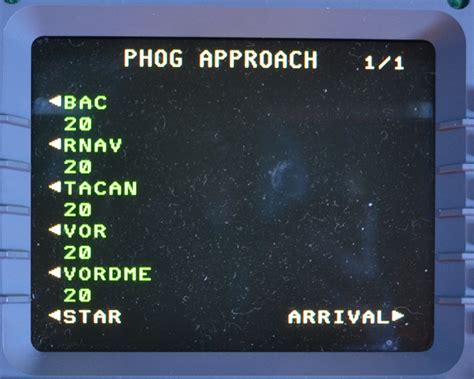 PHOG APPROACH 1/1
◀BAC
20
◀RNAV
20
◀TACAN
20
◀VOR
20
◀VORDME
20
◀STAR ARRIVAL▶